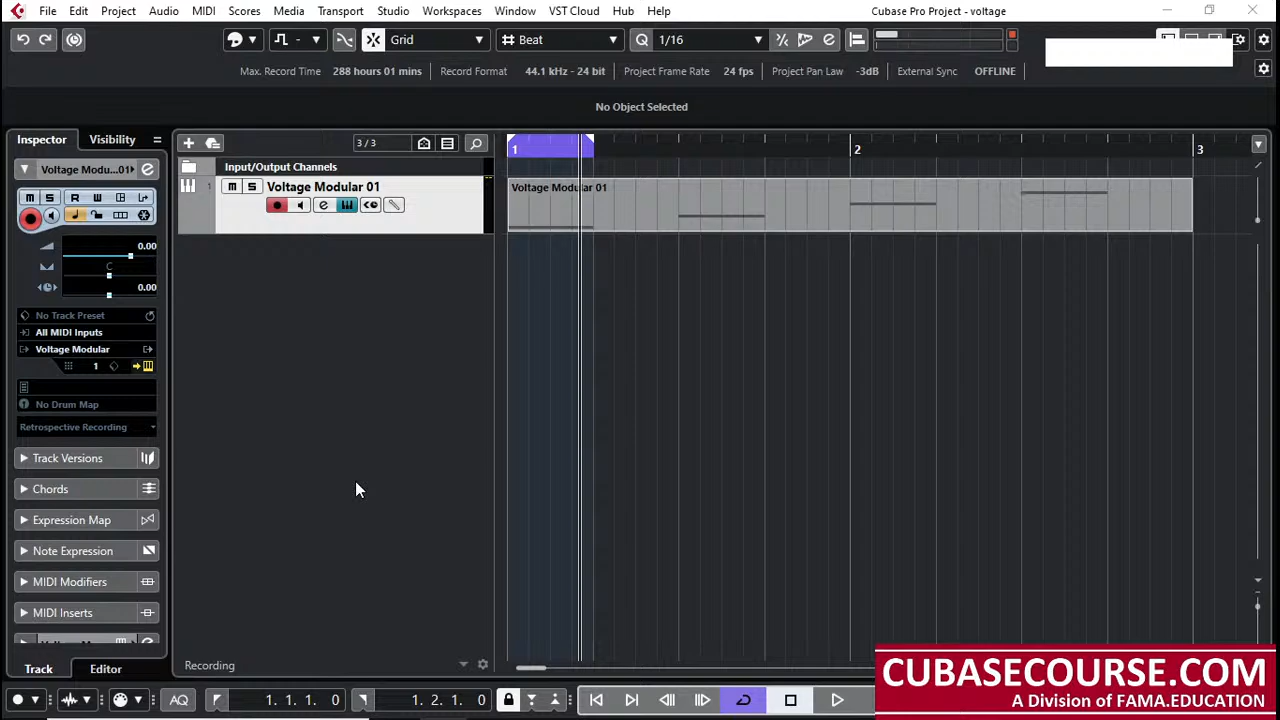 File Edit Project Audio MIDI Scores Media Transport Studio Workspaces Window VST Cloud Hub Help Cubase Pro Project - voltage
Grid Beat 1/16
Max. Record Time 288 hours 01 mins Record Format 44.1 kHz - 24 bit Project Frame Rate 24 fps Project Pan Law -3dB External Sync OFFLINE
No Object Selected
Inspector Visibility 3 / 3 1 2 3
Voltage Modu...01 Input/Output Channels
1 Voltage Modular 01 Voltage Modular 01
M S R W M S
0.00
C
0.00
No Track Preset
All MIDI Inputs
Voltage Modular
1
No Drum Map
Retrospective Recording
Track Versions
Chords
Expression Map
Note Expression
MIDI Modifiers
MIDI Inserts
Track Editor Recording
AQ 1. 1. 1. 0 1. 2. 1. 0
CUBASECOURSE.COM
A Division of FAMA.EDUCATION